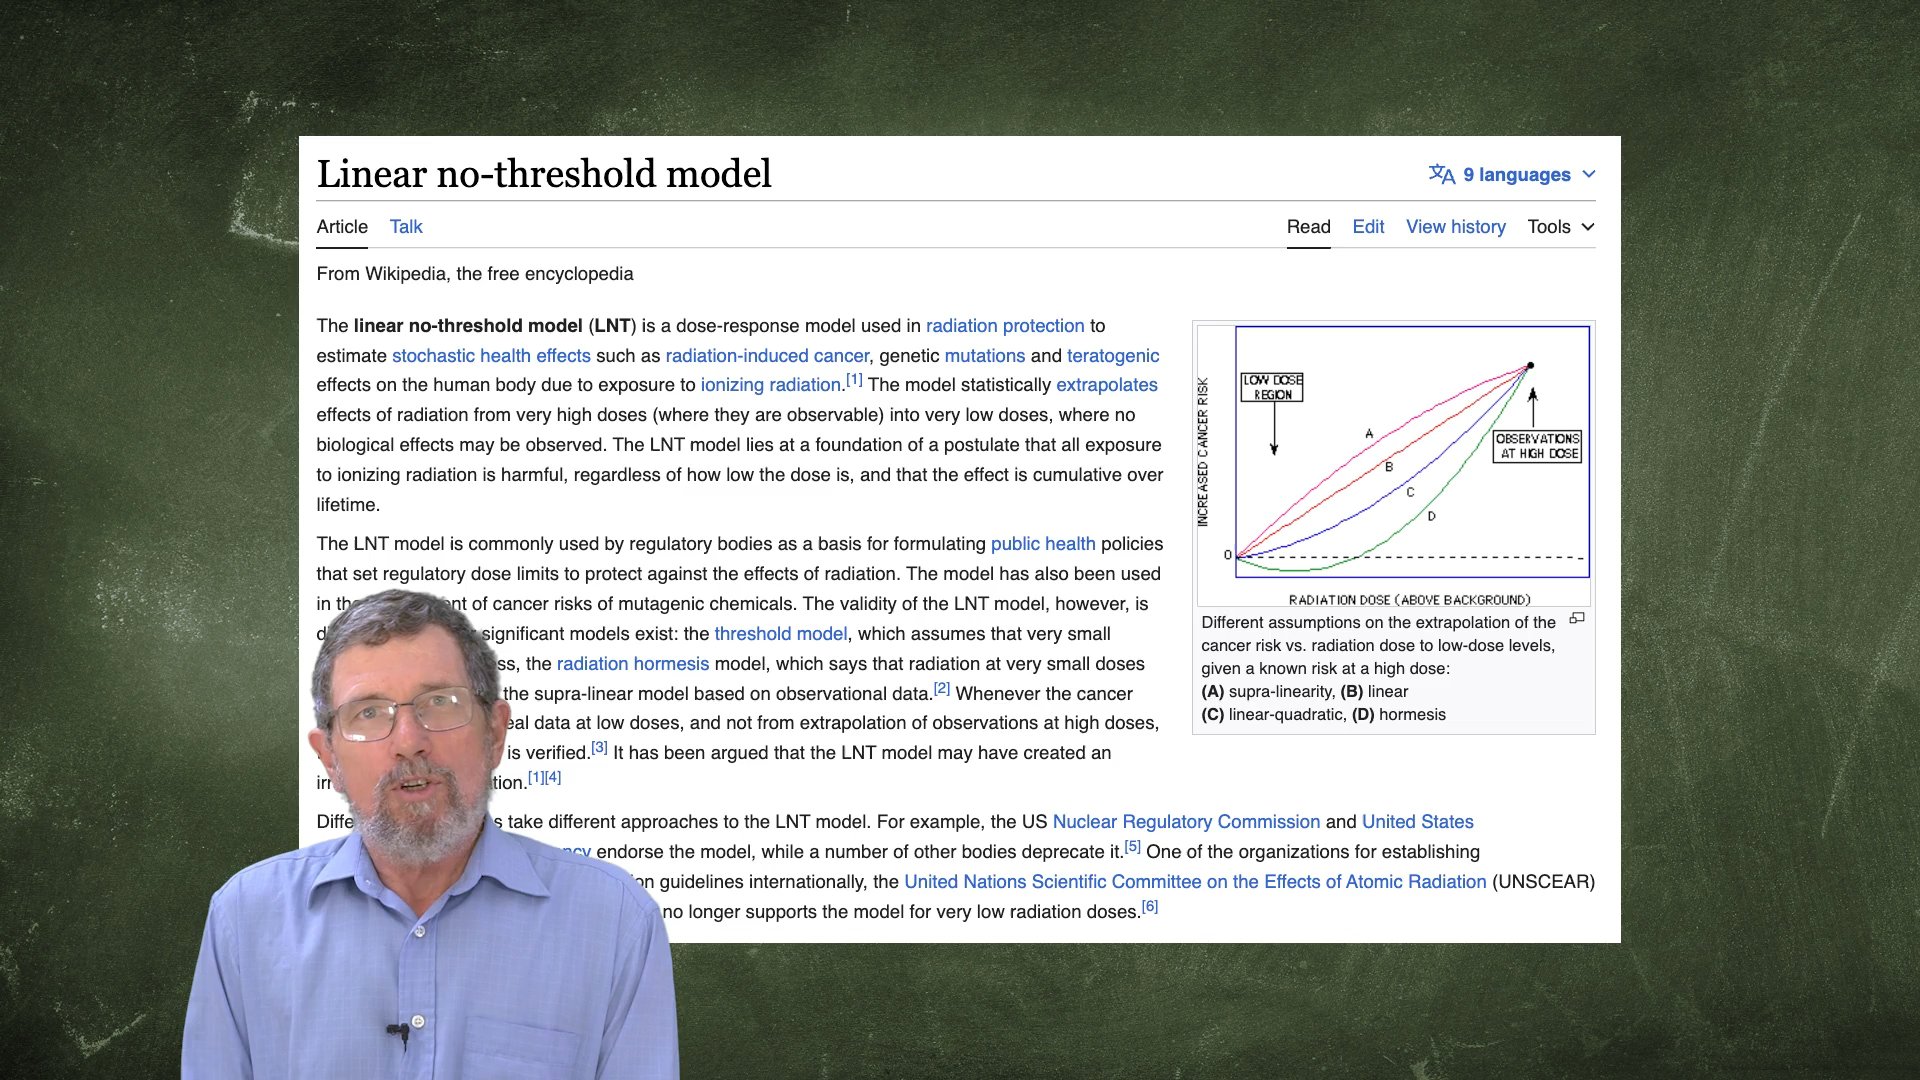 Linear no-threshold model
9 languages
Article Talk Read Edit View history Tools
From Wikipedia, the free encyclopedia
The linear no-threshold model (LNT) is a dose-response model used in radiation protection to
estimate stochastic health effects such as radiation-induced cancer, genetic mutations and teratogenic
effects on the human body due to exposure to ionizing radiation.[1] The model statistically extrapolates
effects of radiation from very high doses (where they are observable) into very low doses, where no
biological effects may be observed. The LNT model lies at a foundation of a postulate that all exposure
to ionizing radiation is harmful, regardless of how low the dose is, and that the effect is cumulative over
lifetime.
The LNT model is commonly used by regulatory bodies as a basis for formulating public health policies
that set regulatory dose limits to protect against the effects of radiation. The model has also been used
in of cancer risks of mutagenic chemicals. The validity of the LNT model, however, is
significant models exist: the threshold model, which assumes that very small
the radiation hormesis model, which says that radiation at very small doses
the supra-linear model based on observational data.[2] Whenever the cancer
data at low doses, and not from extrapolation of observations at high doses,
is verified.[3] It has been argued that the LNT model may have created an
[1][4]
take different approaches to the LNT model. For example, the US Nuclear Regulatory Commission and United States
endorse the model, while a number of other bodies deprecate it.[5] One of the organizations for establishing
guidelines internationally, the United Nations Scientific Committee on the Effects of Atomic Radiation (UNSCEAR)
no longer supports the model for very low radiation doses.[6]
INCREASED CANCER RISK
LOW DOSE
REGION
A
B
C
D
OBSERVATIONS
AT HIGH DOSE
0
RADIATION DOSE (ABOVE BACKGROUND)
Different assumptions on the extrapolation of the
cancer risk vs. radiation dose to low-dose levels,
given a known risk at a high dose:
(A) supra-linearity, (B) linear
(C) linear-quadratic, (D) hormesis